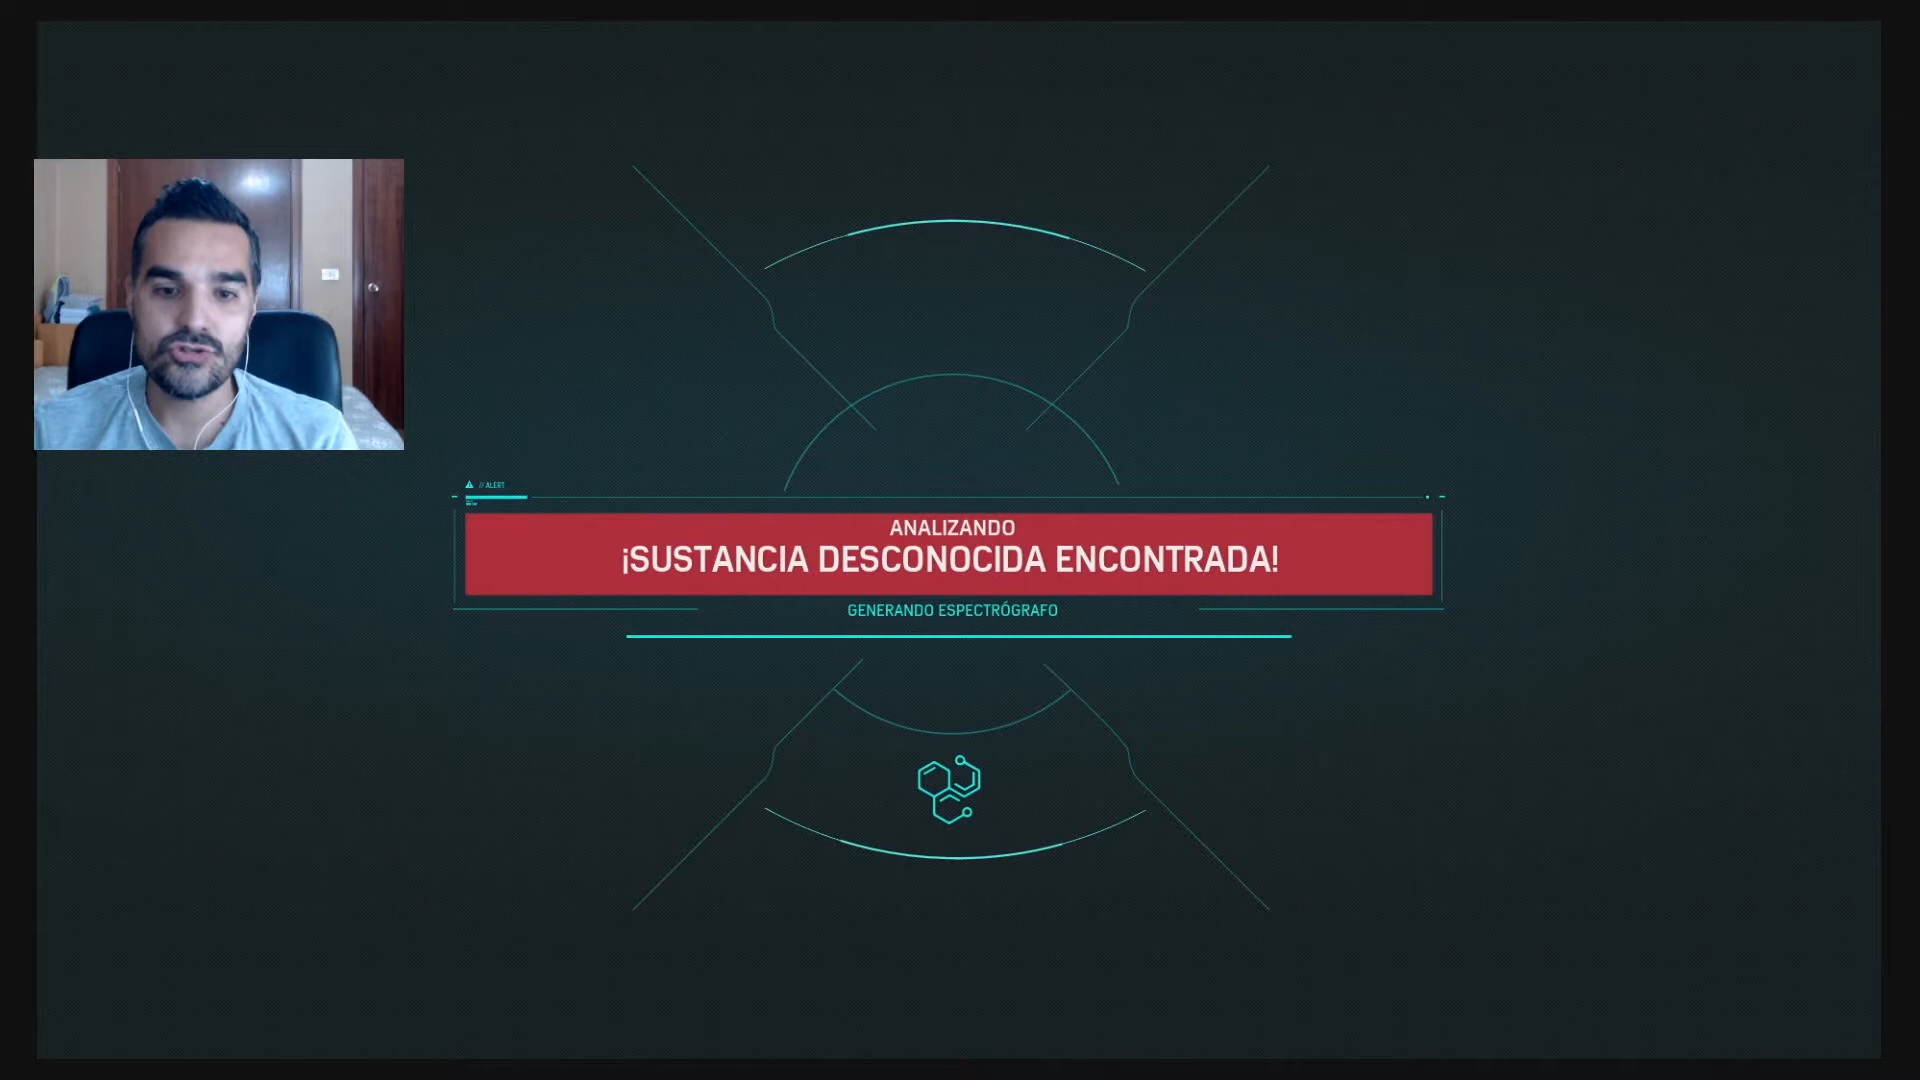 // ALERT
ANALIZANDO
¡SUSTANCIA DESCONOCIDA ENCONTRADA!
GENERANDO ESPECTRÓGRAFO